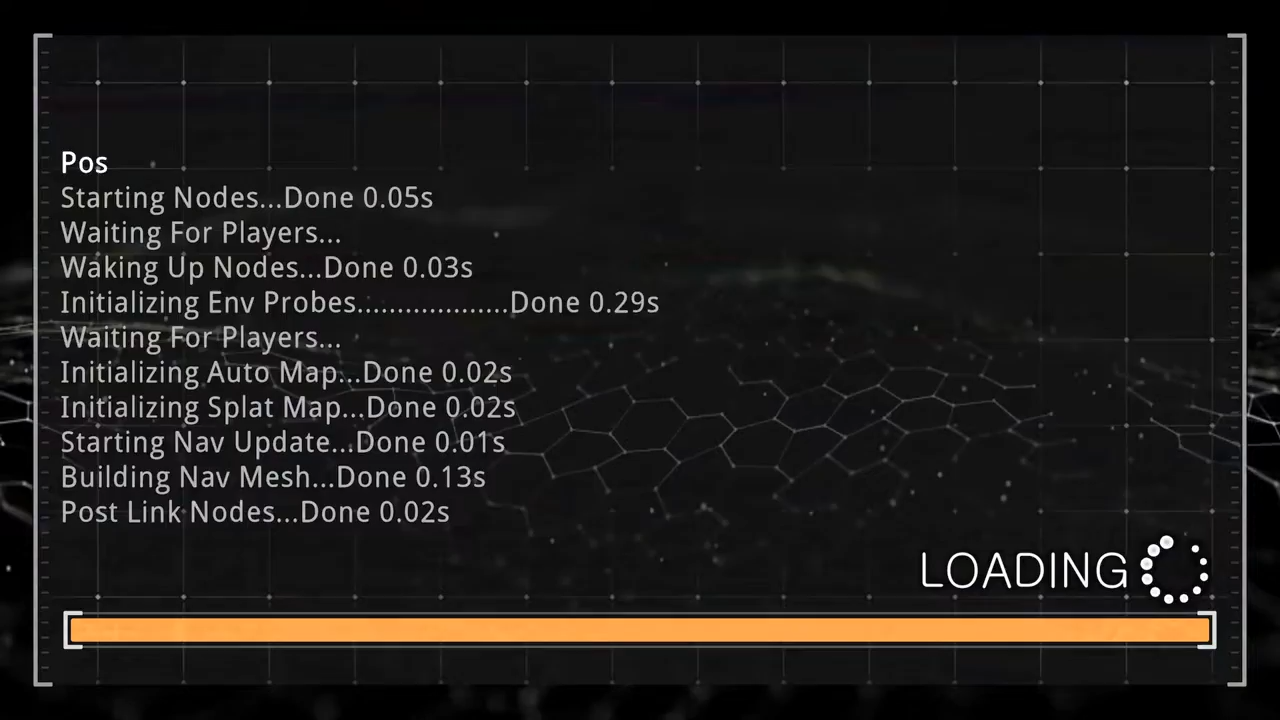 Pos
Starting Nodes...Done 0.05s
Waiting For Players...
Waking Up Nodes...Done 0.03s
Initializing Env Probes...................Done 0.29s
Waiting For Players...
Initializing Auto Map...Done 0.02s
Initializing Splat Map...Done 0.02s
Starting Nav Update...Done 0.01s
Building Nav Mesh...Done 0.13s
Post Link Nodes...Done 0.02s
LOADING